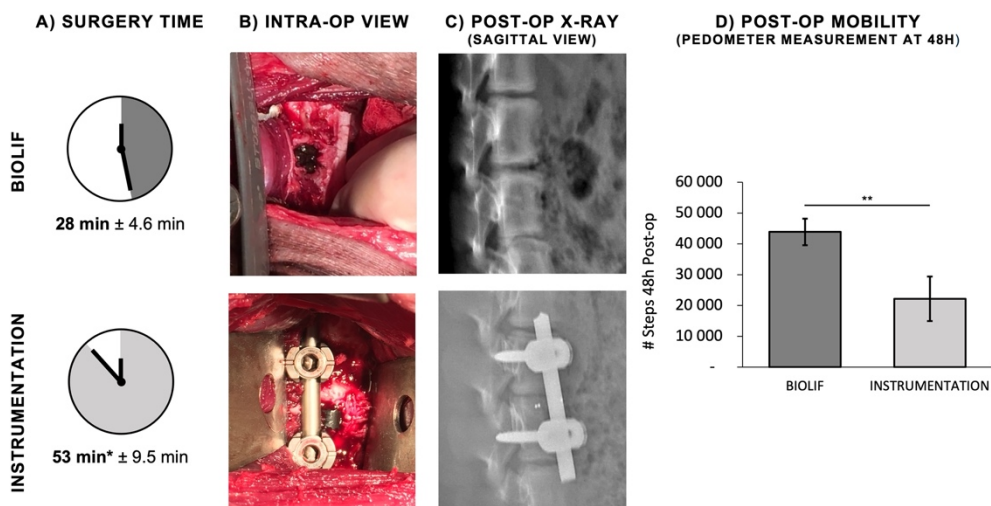 A) SURGERY TIME
B) INTRA-OP VIEW
C) POST-OP X-RAY
(SAGITTAL VIEW)
D) POST-OP MOBILITY
(PEDOMETER MEASUREMENT AT 48H)
BIOLIF
28 min ± 4.6 min
INSTRUMENTATION
53 min* ± 9.5 min
# Steps 48h Post-op
60 000
50 000
40 000
30 000
20 000
10 000
-
**
BIOLIF
INSTRUMENTATION